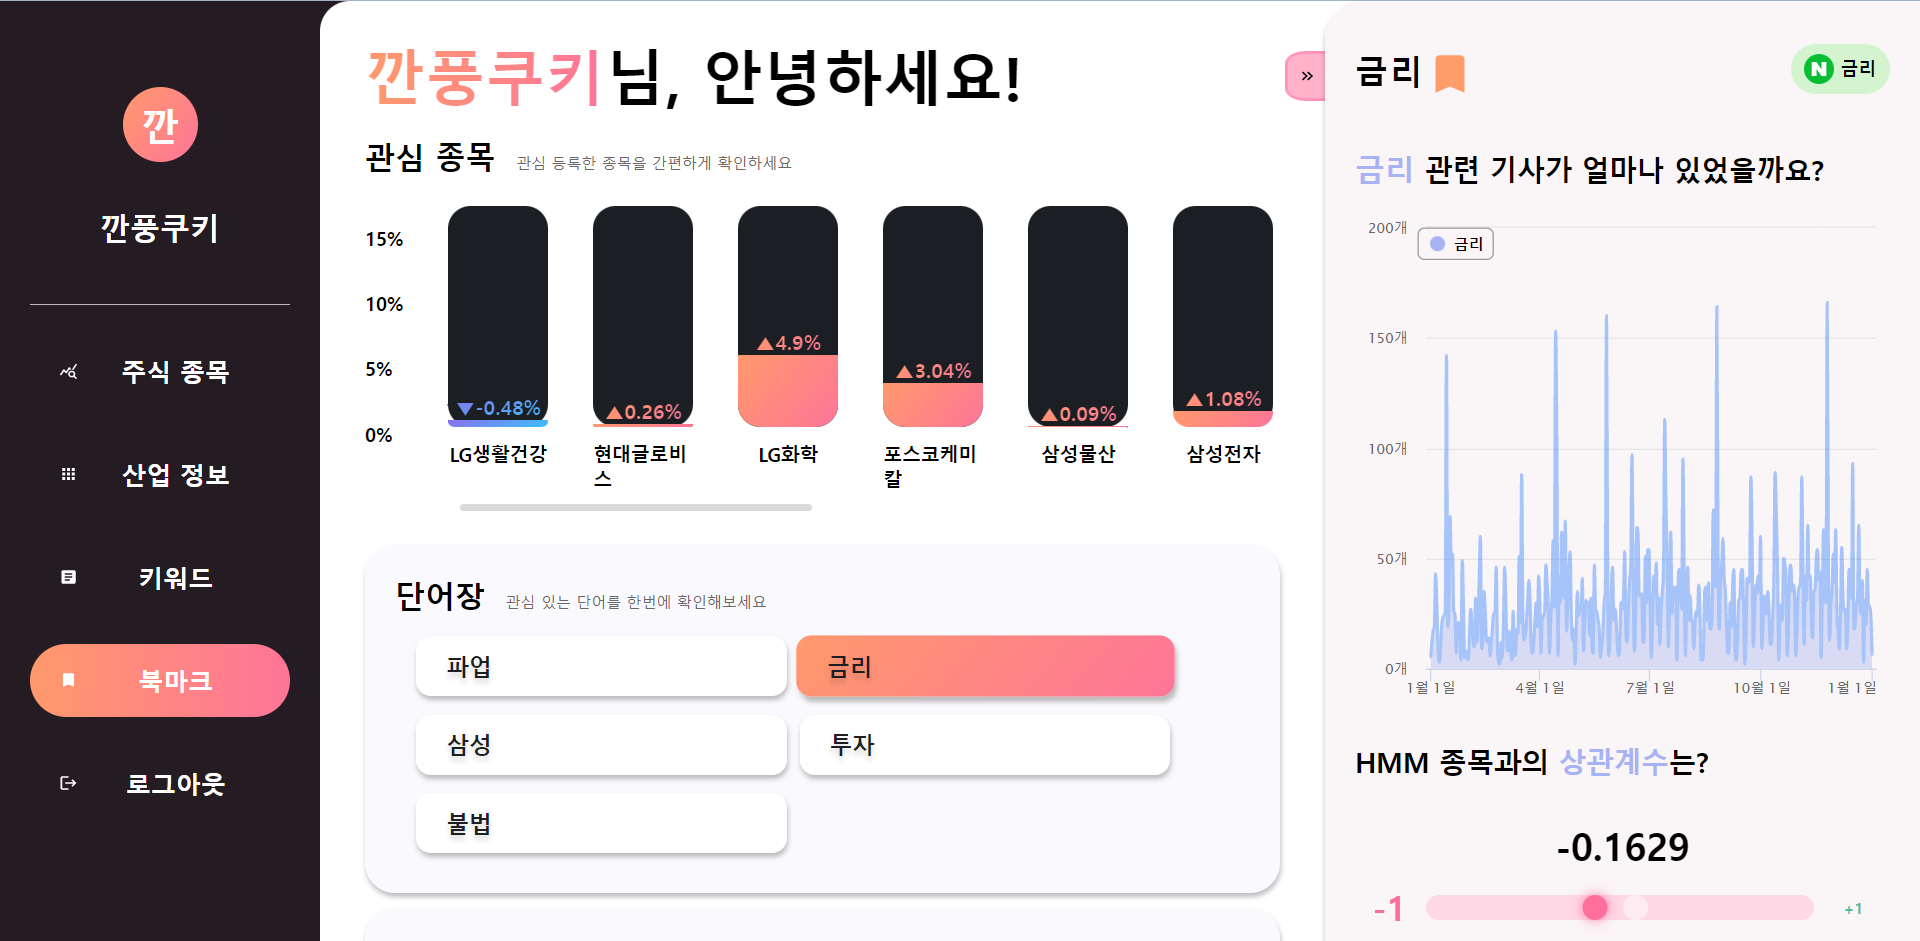 깐
깐풍쿠키
주식 종목
산업 정보
키워드
북마크
로그아웃
깐풍쿠키님, 안녕하세요!
관심 종목 관심 등록한 종목을 간편하게 확인하세요
15%
10%
5%
0%
▼-0.48%
▲0.26%
▲4.9%
▲3.04%
▲0.09%
▲1.08%
LG생활건강
현대글로비
스
LG화학
포스코케미
칼
삼성물산
삼성전자
단어장 관심 있는 단어를 한번에 확인해보세요
파업
금리
삼성
투자
불법
»
금리
N 금리
금리 관련 기사가 얼마나 있었을까요?
200개
금리
150개
100개
50개
0개
1월 1일 4월 1일 7월 1일 10월 1일 1월 1일
HMM 종목과의 상관계수는?
-0.1629
-1 +1